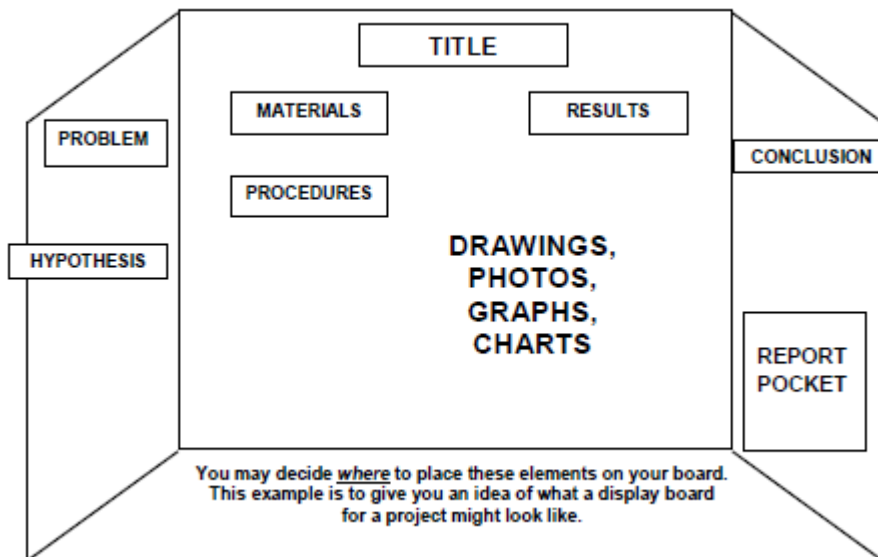 TITLE
MATERIALS
RESULTS
PROBLEM
CONCLUSION
PROCEDURES
HYPOTHESIS
DRAWINGS,
PHOTOS,
GRAPHS,
CHARTS
REPORT
POCKET
You may decide where to place these elements on your board.
This example is to give you an idea of what a display board
for a project might look like.